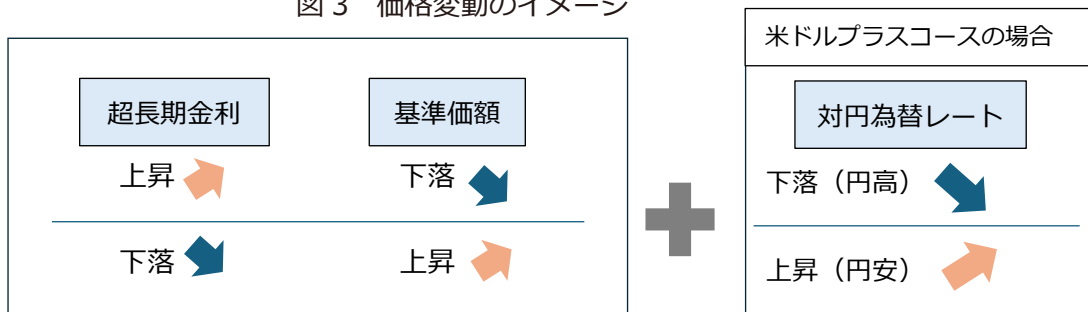 図3 価格変動のイメージ
米ドルプラスコースの場合
超長期金利
基準価額
対円為替レート
上昇
下落
下落（円高）
下落
上昇
上昇（円安）